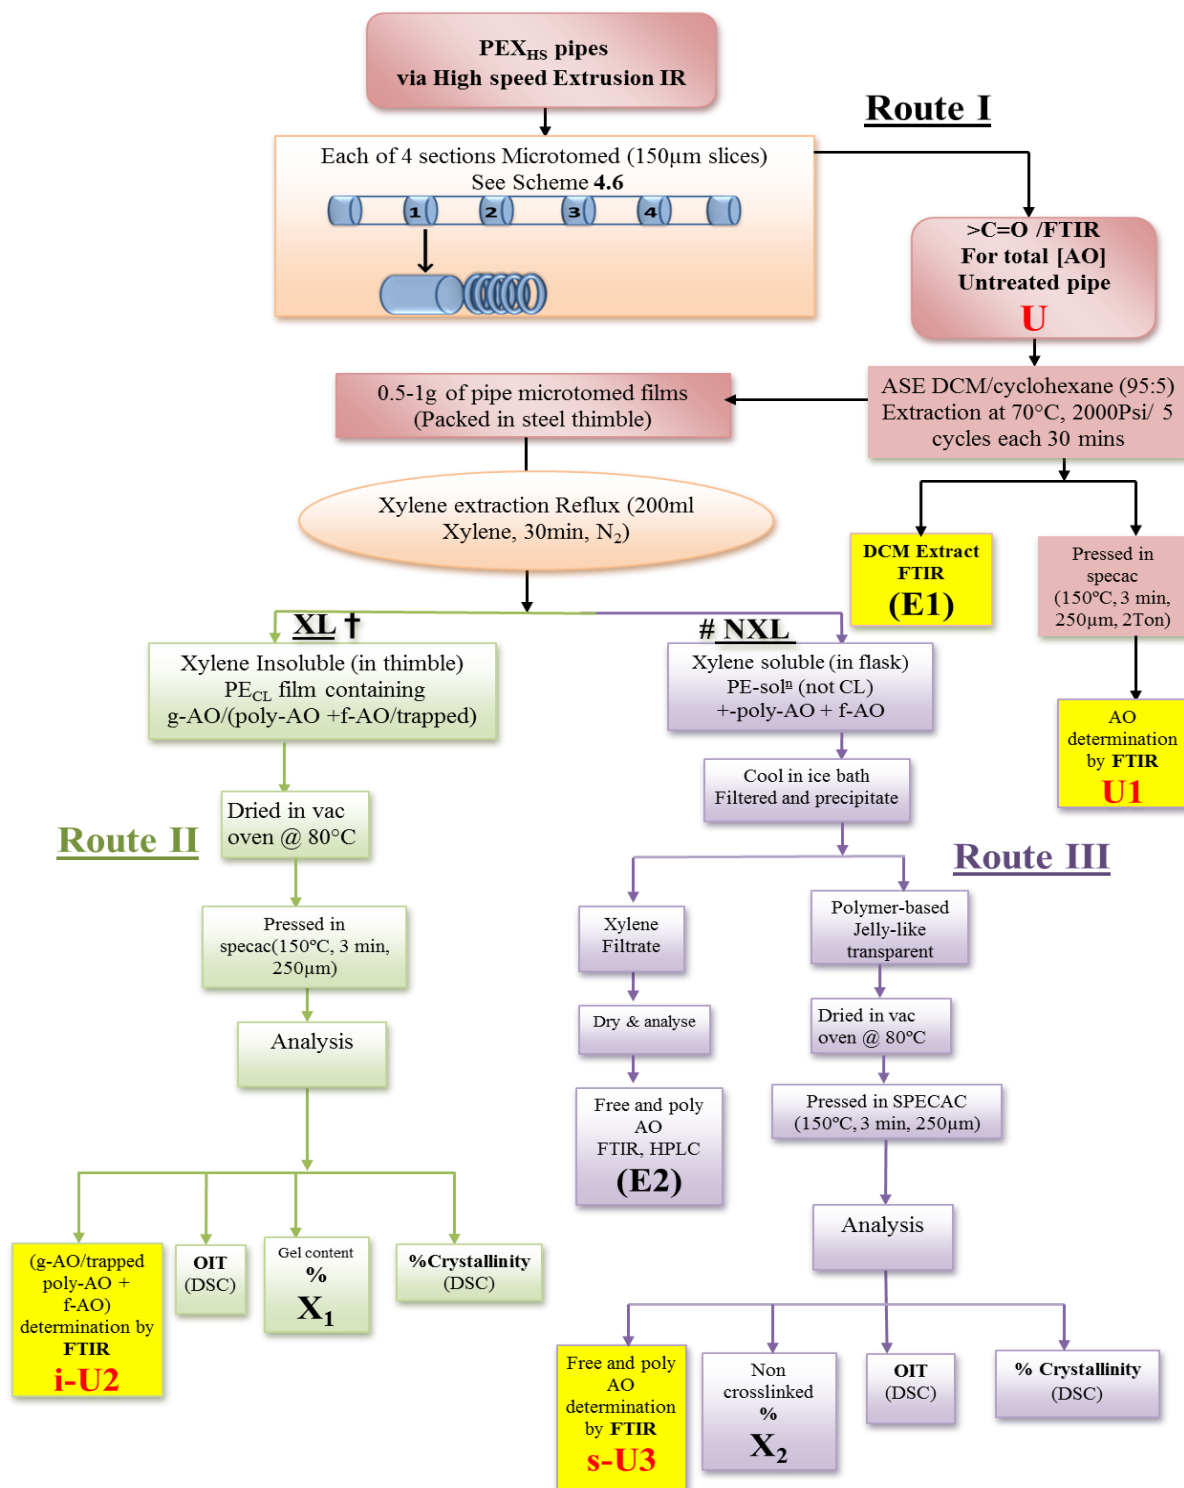 PEXHS pipes
via High speed Extrusion IR
Route I
Each of 4 sections Microtomed (150µm slices)
See Scheme 4.6
1 2 3 4
>C=O /FTIR
For total [AO]
Untreated pipe
U
0.5-1g of pipe microtomed films
(Packed in steel thimble)
ASE DCM/cyclohexane (95:5)
Extraction at 70°C, 2000Psi/ 5
cycles each 30 mins
Xylene extraction Reflux (200ml
Xylene, 30min, N2)
DCM Extract
FTIR
(E1)
Pressed in
specac
(150ºC, 3 min,
250µm, 2Ton)
AO
determination
by FTIR
U1
XL †
Xylene Insoluble (in thimble)
PECL film containing
g-AO/(poly-AO +f-AO/trapped)
# NXL
Xylene soluble (in flask)
PE-solⁿ (not CL)
+-poly-AO + f-AO
Route II
Dried in vac
oven @ 80°C
Pressed in
specac(150ºC, 3 min,
250µm)
Analysis
(g-AO/trapped
poly-AO +
f-AO)
determination by
FTIR
i-U2
OIT
(DSC)
Gel content
%
X1
%Crystallinity
(DSC)
Cool in ice bath
Filtered and precipitate
Route III
Xylene
Filtrate
Dry & analyse
Free and poly
AO
FTIR, HPLC
(E2)
Polymer-based
Jelly-like
transparent
Dried in vac
oven @ 80ºC
Pressed in SPECAC
(150ºC, 3 min, 250µm)
Analysis
Free and poly
AO
determination
by FTIR
s-U3
Non
crosslinked
%
X2
OIT
(DSC)
% Crystallinity
(DSC)